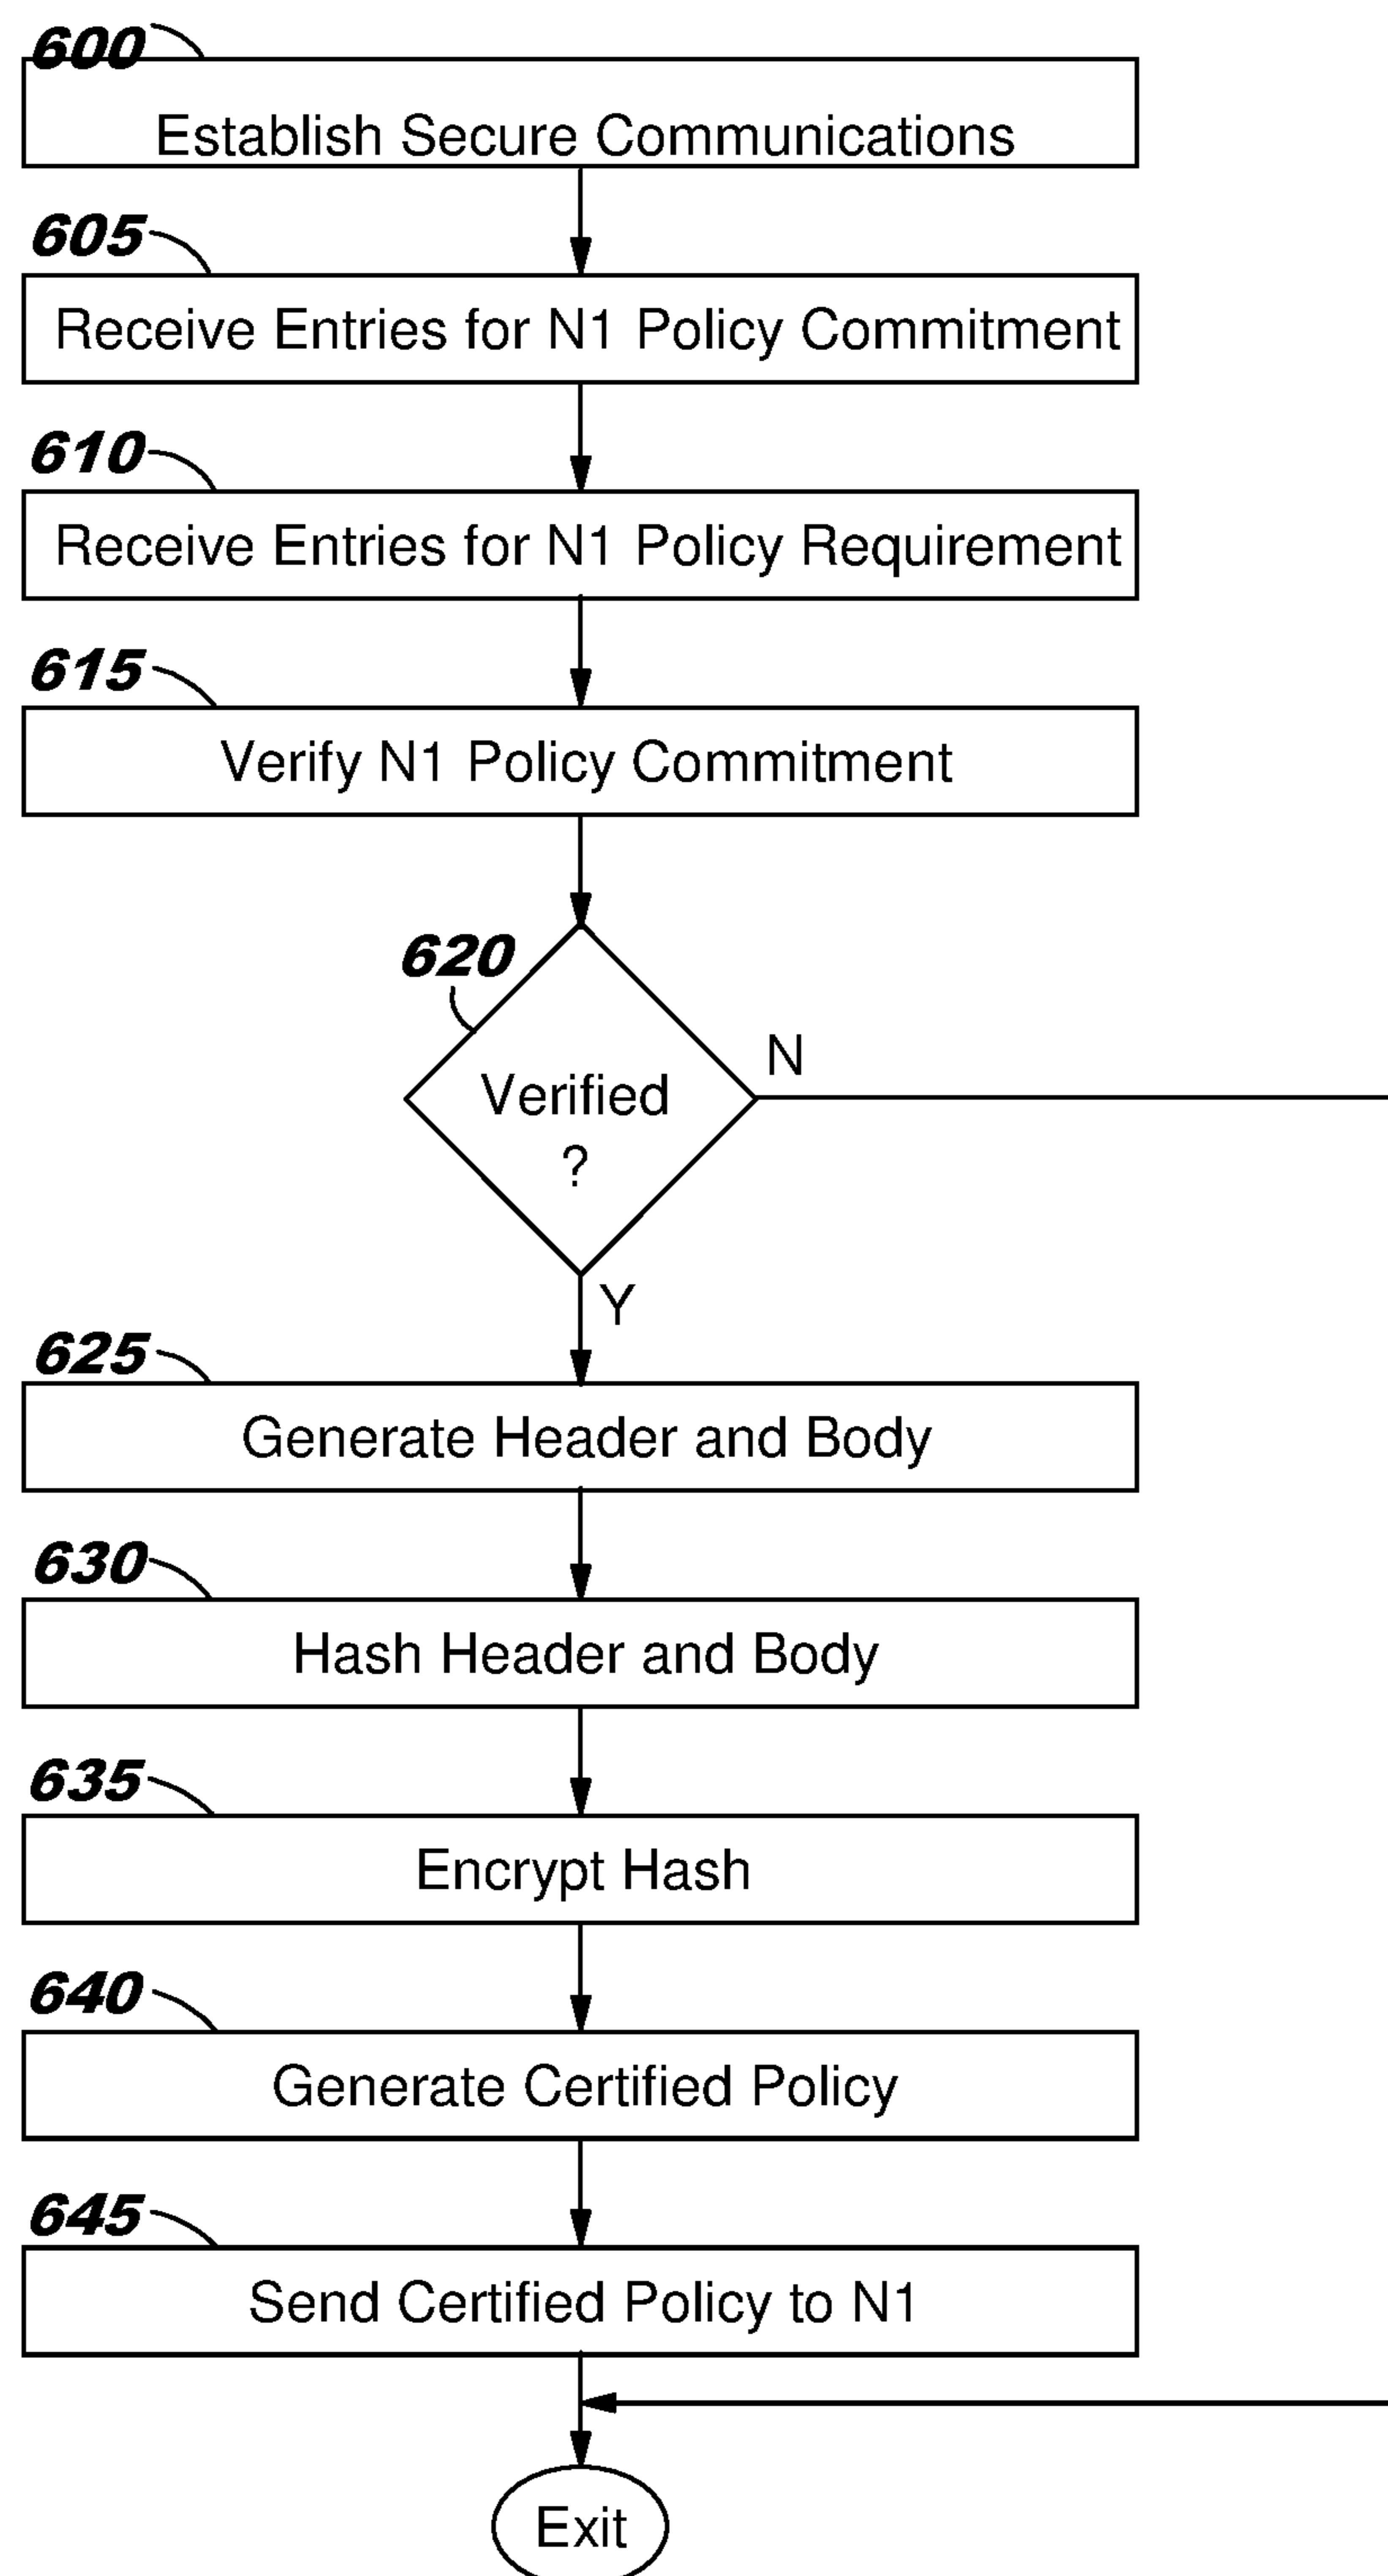 600
Establish Secure Communications
605
Receive Entries for N1 Policy Commitment
610
Receive Entries for N1 Policy Requirement
615
Verify N1 Policy Commitment
620
N
Verified
?
Y
625
Generate Header and Body
630
Hash Header and Body
635
Encrypt Hash
640
Generate Certified Policy
645
Send Certified Policy to N1
Exit